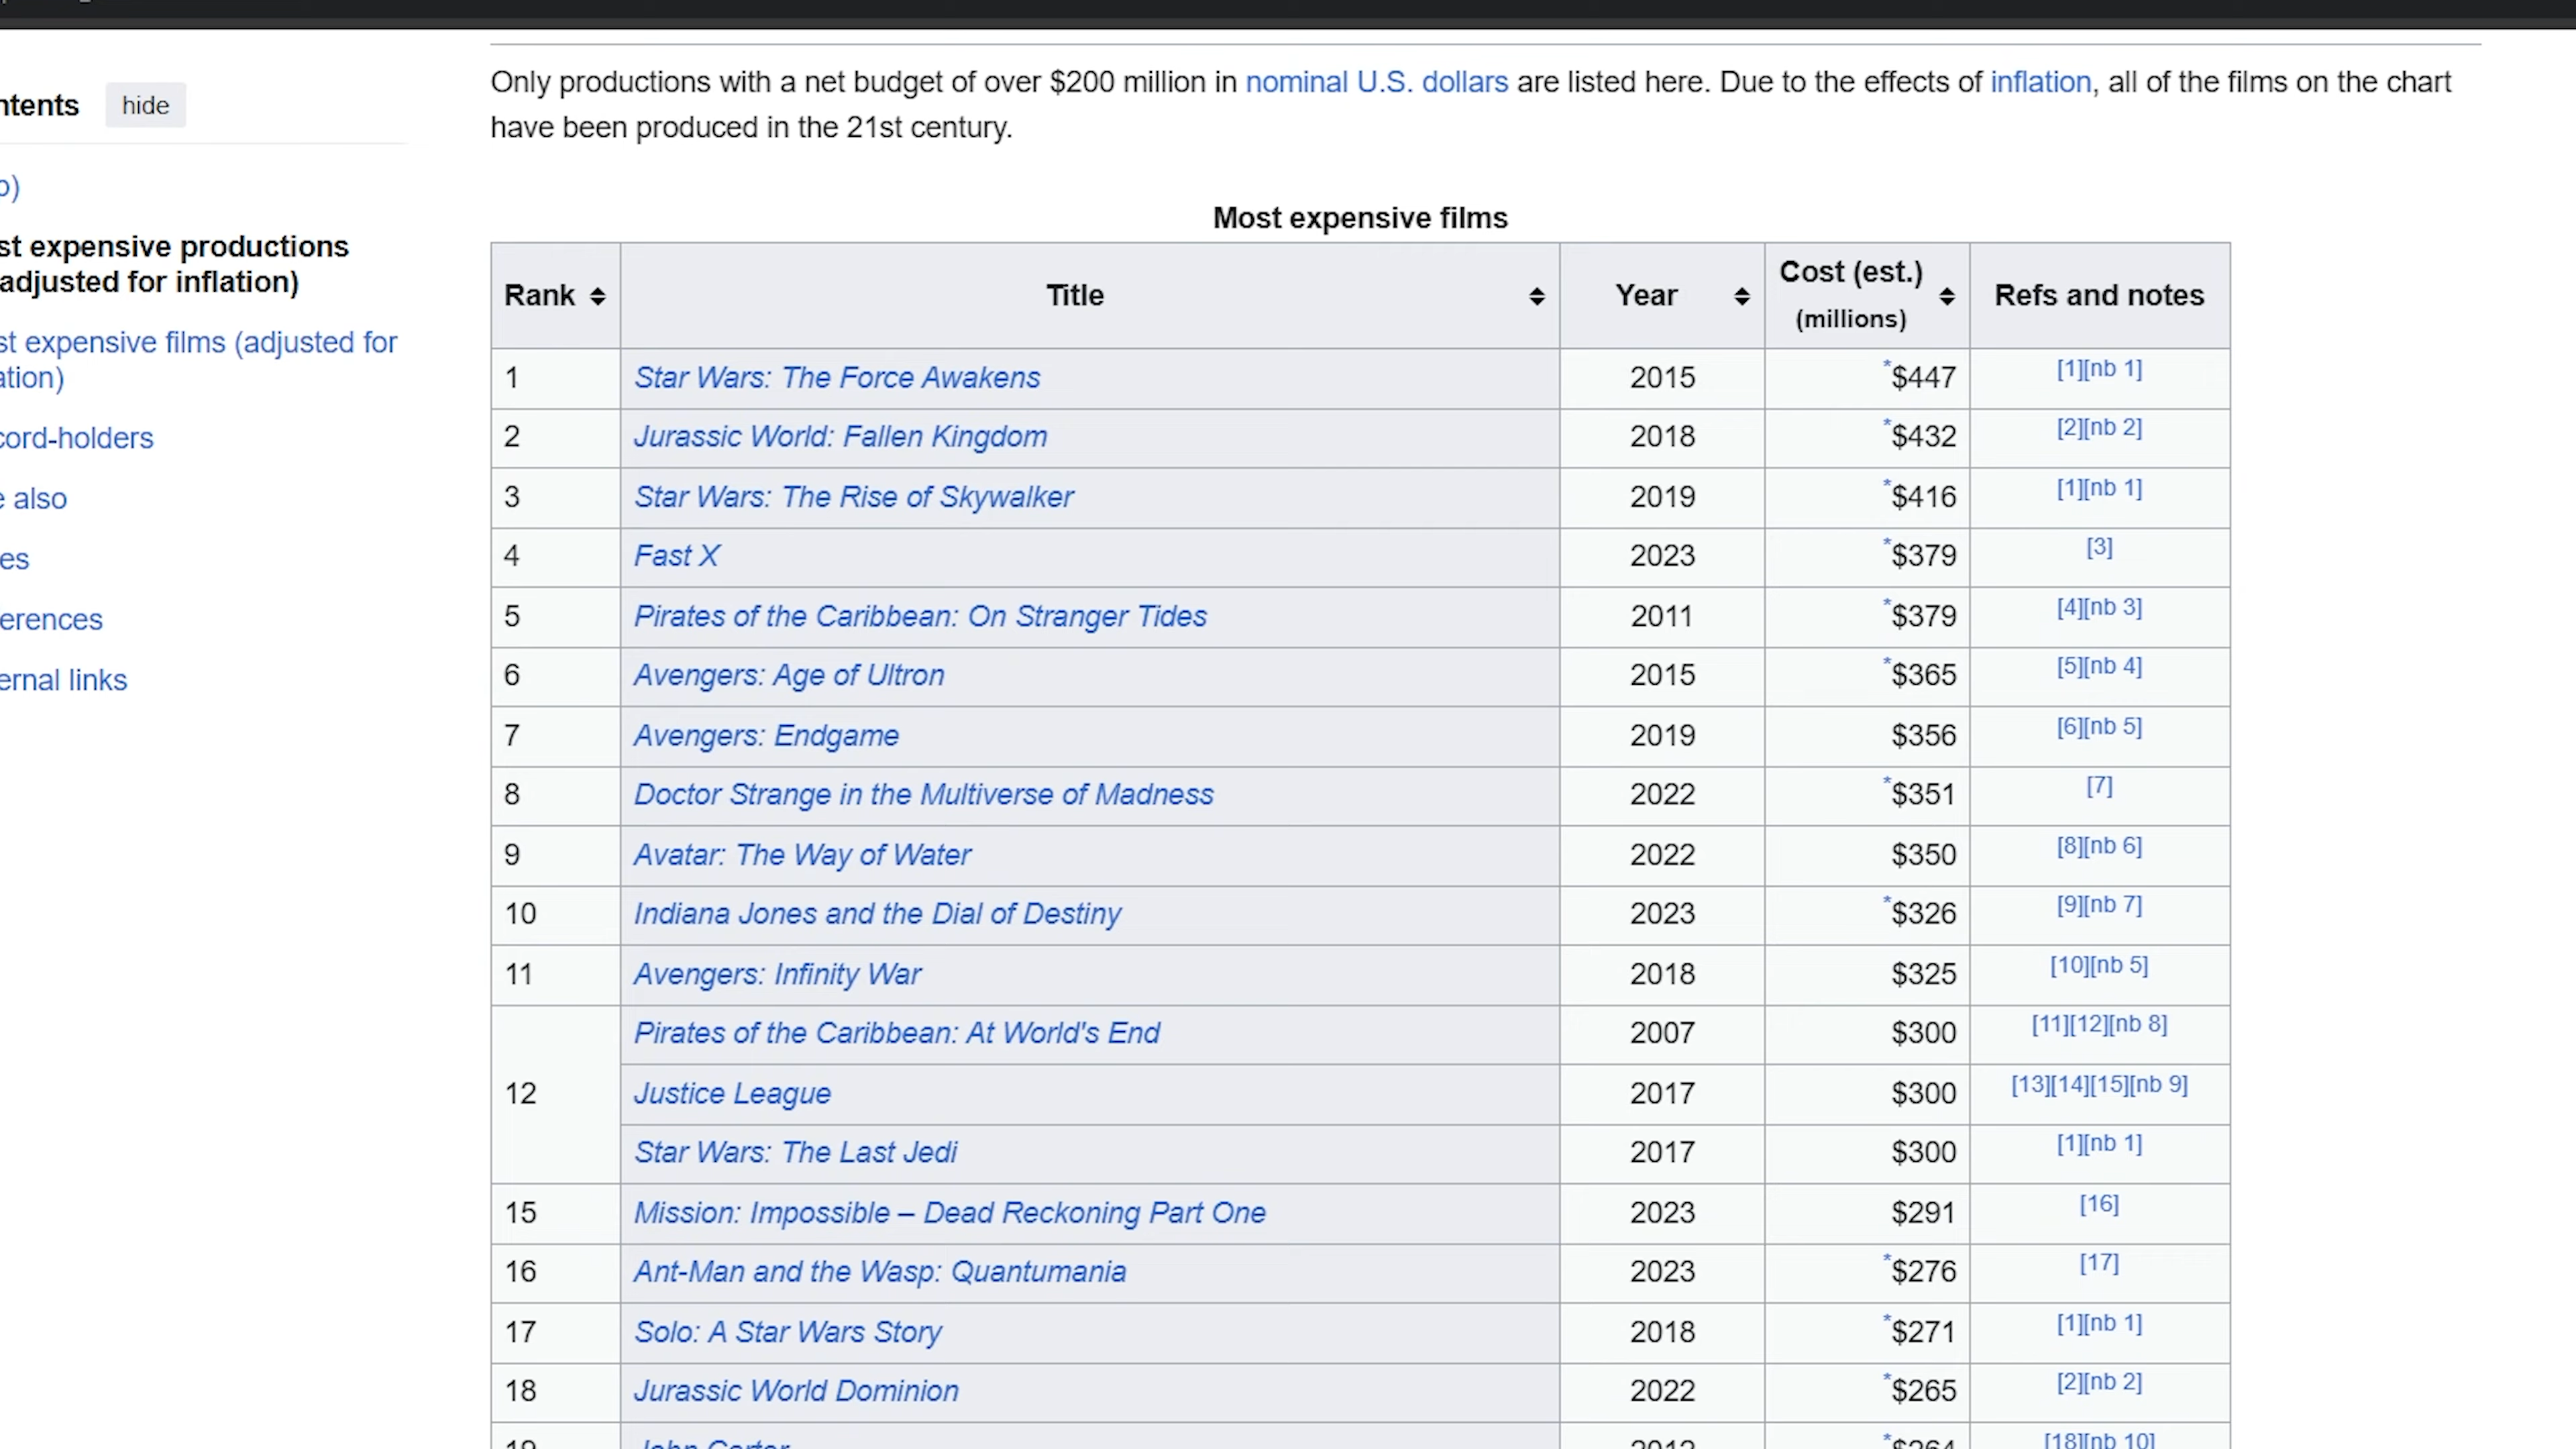 Only productions with a net budget of over $200 million in nominal U.S. dollars are listed here. Due to the effects of inflation, all of the films on the chart
have been produced in the 21st century.
ntents hide
o)
st expensive productions
adjusted for inflation)
st expensive films (adjusted for
ation)
cord-holders
e also
es
erences
ernal links
Most expensive films
Rank Title Year Cost (est.) (millions) Refs and notes
1 Star Wars: The Force Awakens 2015 *$447 [1][nb 1]
2 Jurassic World: Fallen Kingdom 2018 *$432 [2][nb 2]
3 Star Wars: The Rise of Skywalker 2019 *$416 [1][nb 1]
4 Fast X 2023 *$379 [3]
5 Pirates of the Caribbean: On Stranger Tides 2011 *$379 [4][nb 3]
6 Avengers: Age of Ultron 2015 *$365 [5][nb 4]
7 Avengers: Endgame 2019 $356 [6][nb 5]
8 Doctor Strange in the Multiverse of Madness 2022 *$351 [7]
9 Avatar: The Way of Water 2022 $350 [8][nb 6]
10 Indiana Jones and the Dial of Destiny 2023 *$326 [9][nb 7]
11 Avengers: Infinity War 2018 $325 [10][nb 5]
Pirates of the Caribbean: At World's End 2007 $300 [11][12][nb 8]
12 Justice League 2017 $300 [13][14][15][nb 9]
Star Wars: The Last Jedi 2017 $300 [1][nb 1]
15 Mission: Impossible – Dead Reckoning Part One 2023 $291 [16]
16 Ant-Man and the Wasp: Quantumania 2023 *$276 [17]
17 Solo: A Star Wars Story 2018 *$271 [1][nb 1]
18 Jurassic World Dominion 2022 *$265 [2][nb 2]
19 John Carter 2012 *$264 [18][nb 10]